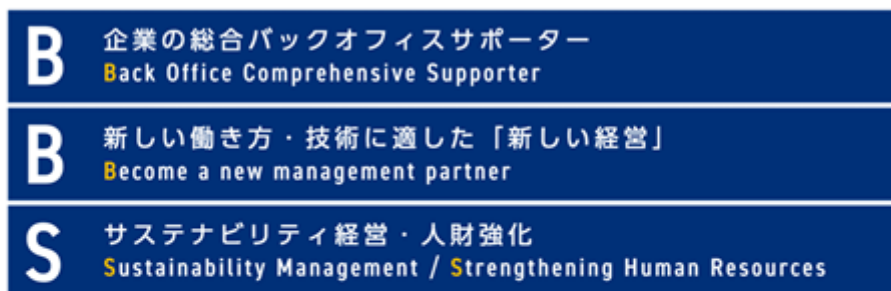 B
企業の総合バックオフィスサポーター
Back Office Comprehensive Supporter
B
新しい働き方・技術に適した「新しい経営」
Become a new management partner
S
サステナビリティ経営・人財強化
Sustainability Management / Strengthening Human Resources